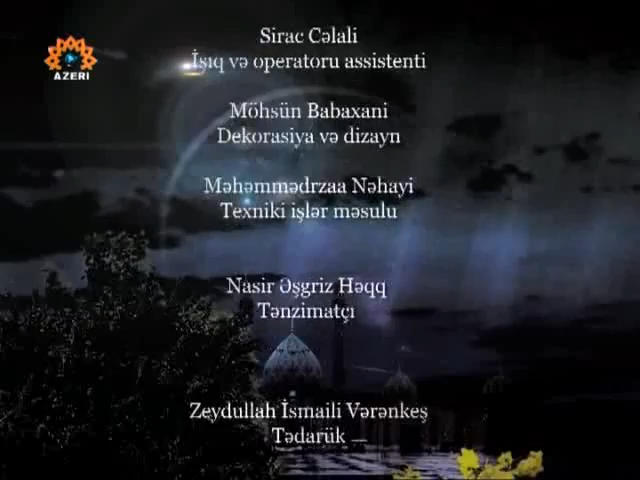 Sirac Cəlali
İşıq və operatoru assistenti
AZERI
Möhsün Babaxani
Dekorasiya və dizayn
Məhəmmədrzaa Nəhayi
Texniki işlər məsulu
Nasir Əşgriz Həqq
Tənzimatçı
Zeydullah İsmaili Vərənkeş
Tədarük